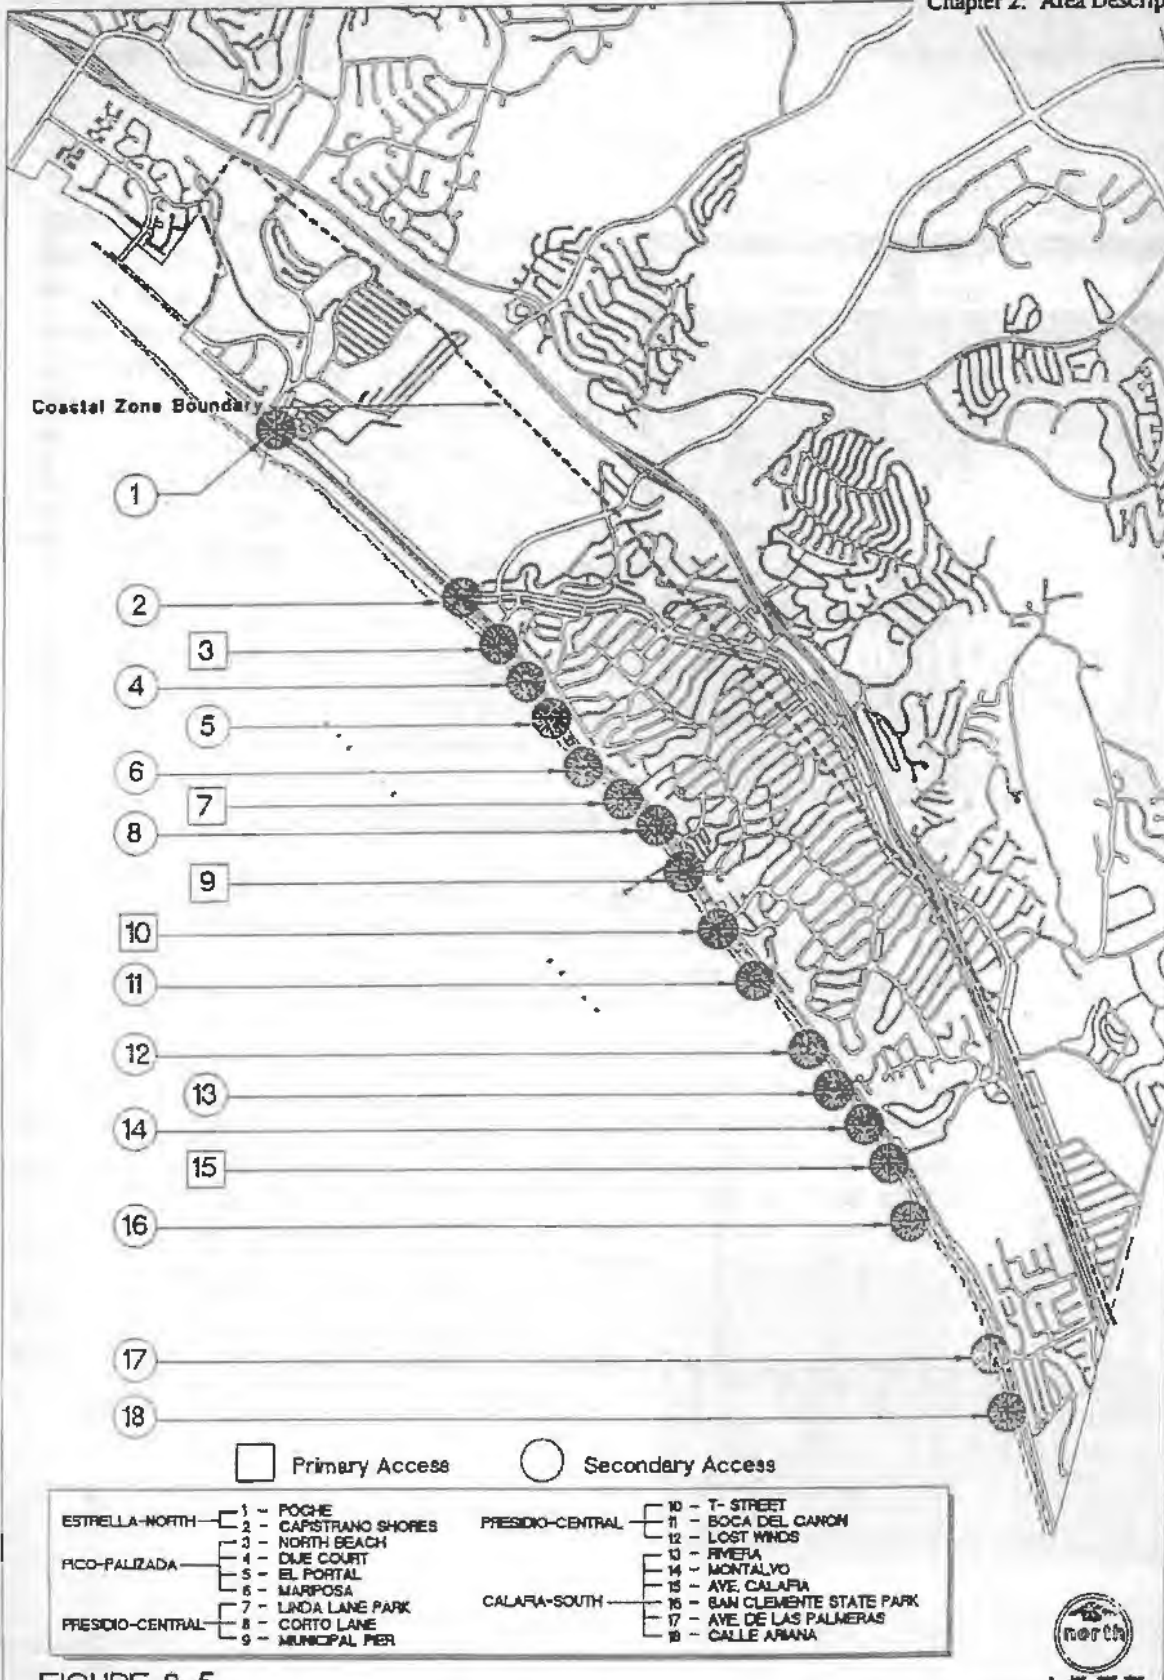 Chapter 2: Area Descrip
Coastal Zone Boundary
1
2
3
4
5
6
7
8
9
10
11
12
13
14
15
16
17
18
Primary Access
Secondary Access
ESTRELLA-NORTH
1 - POCHE
2 - CAPISTRANO SHORES
PICO-PALIZADA
3 - NORTH BEACH
4 - DIJE COURT
5 - EL PORTAL
6 - MARIPOSA
PRESIDIO-CENTRAL
7 - LINDA LANE PARK
8 - CORTO LANE
9 - MUNICIPAL PIER
PRESIDIO-CENTRAL
10 - T- STREET
11 - BOCA DEL CANON
12 - LOST WINDS
CALAFIA-SOUTH
13 - RIVIERA
14 - MONTALVO
15 - AVE. CALAFIA
16 - SAN CLEMENTE STATE PARK
17 - AVE. DE LAS PALMERAS
18 - CALLE ARIANA
north